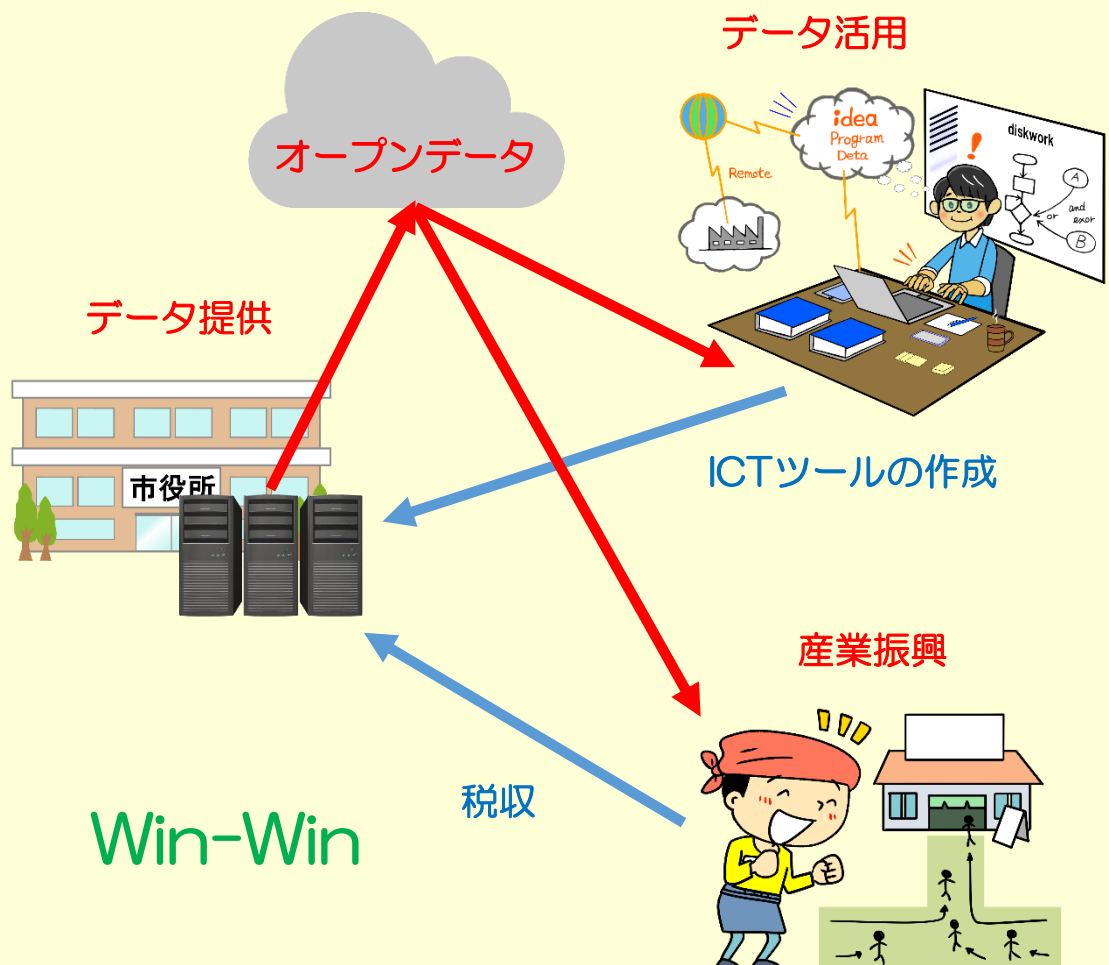 データ活用
オープンデータ
idea
Program
Deta
Remote
diskwork
A
or
and
exor
B
データ提供
市役所
ICTツールの作成
産業振興
税収
Win-Win